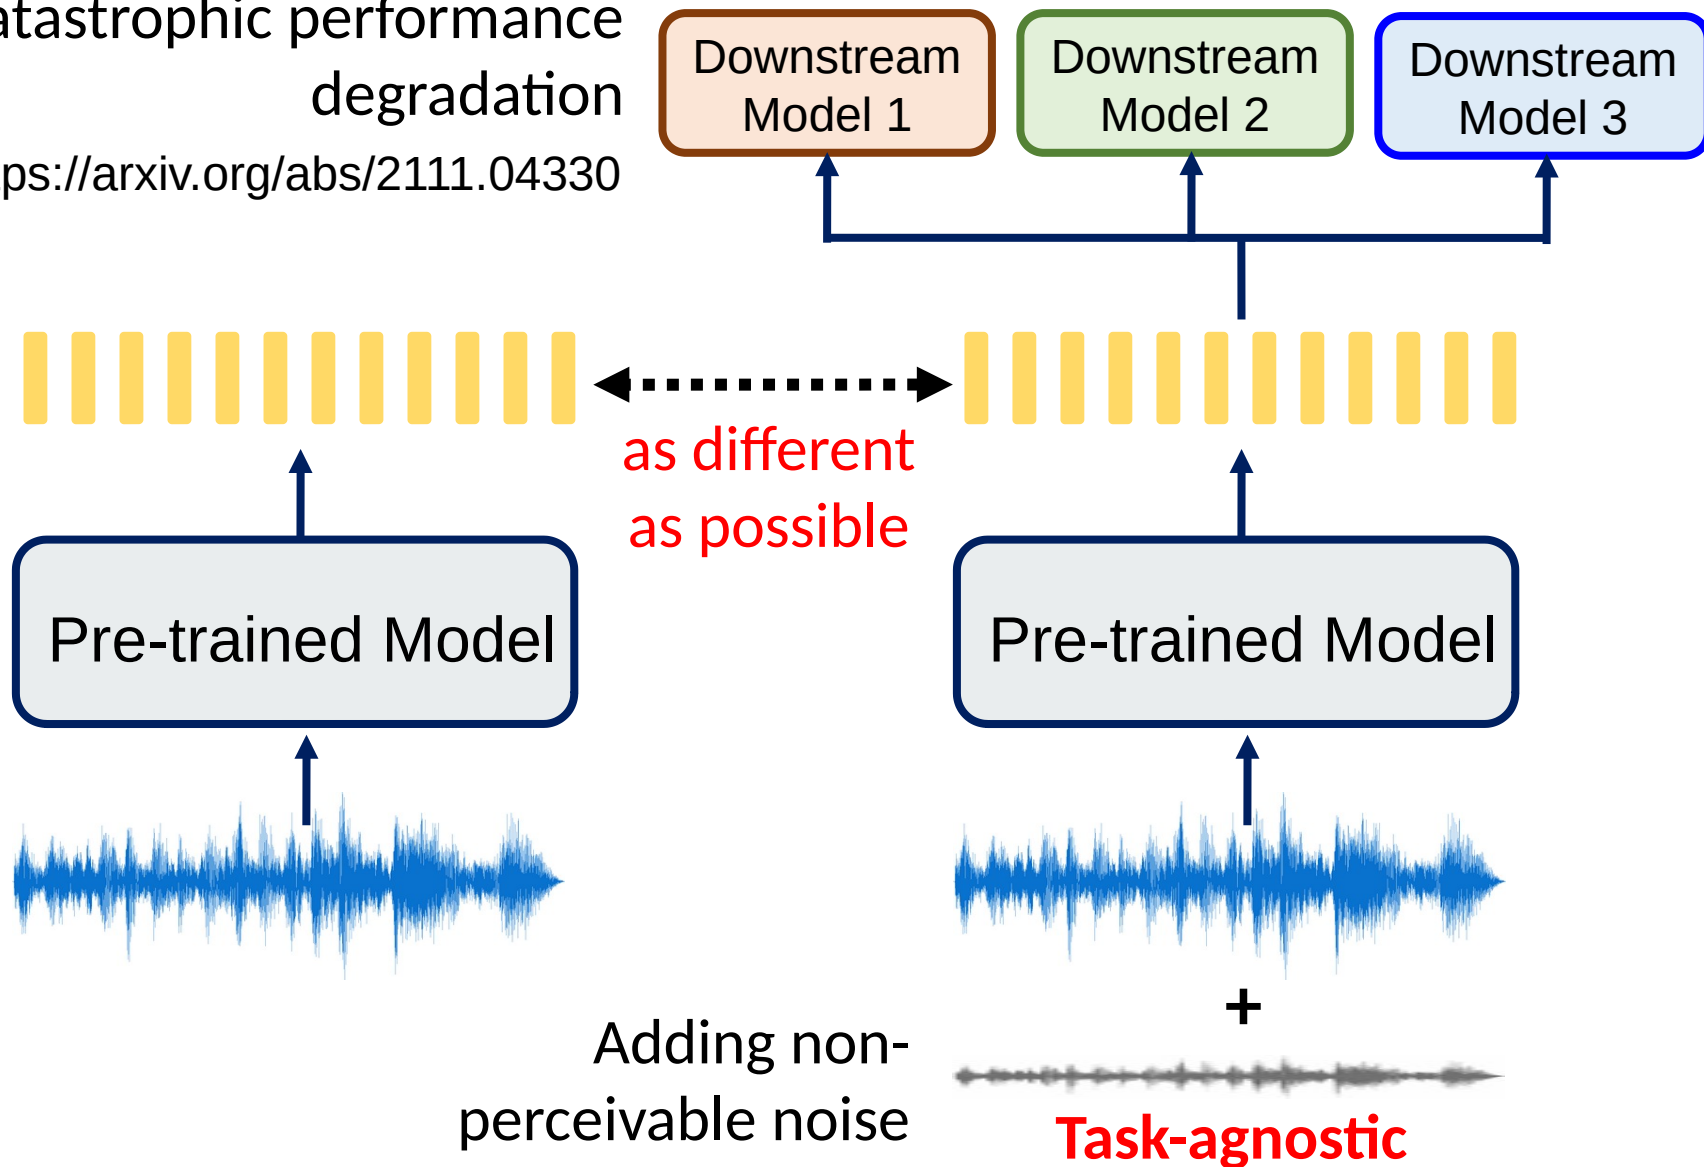 atastrophic performance
degradation
ps://arxiv.org/abs/2111.04330
Downstream
Model 1
Downstream
Model 2
Downstream
Model 3
as different
as possible
Pre-trained Model
Pre-trained Model
+
Adding non-
perceivable noise
Task-agnostic